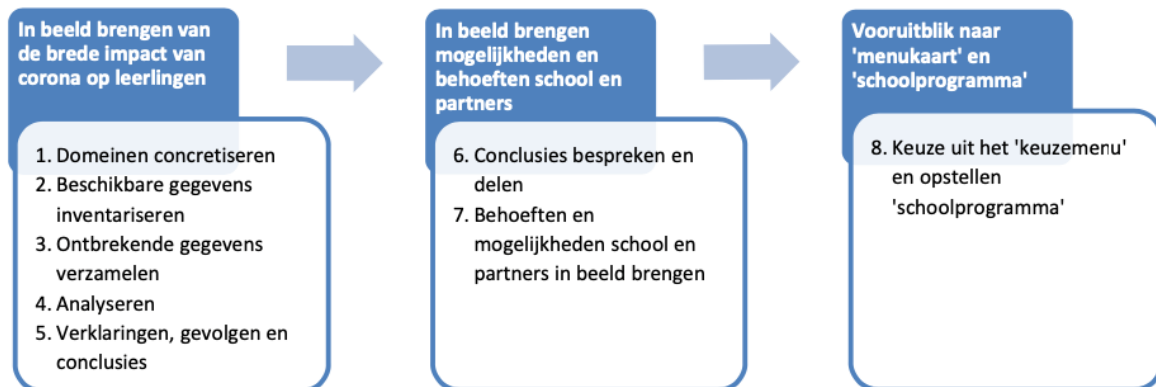 In beeld brengen van
de brede impact van
corona op leerlingen
1. Domeinen concretiseren
2. Beschikbare gegevens
inventariseren
3. Ontbrekende gegevens
verzamelen
4. Analyseren
5. Verklaringen, gevolgen en
conclusies
In beeld brengen
mogelijkheden en
behoeften school en
partners
6. Conclusies bespreken en
delen
7. Behoeften en
mogelijkheden school en
partners in beeld brengen
Vooruitblik naar
'menukaart' en
'schoolprogramma'
8. Keuze uit het 'keuzemenu'
en opstellen
'schoolprogramma'